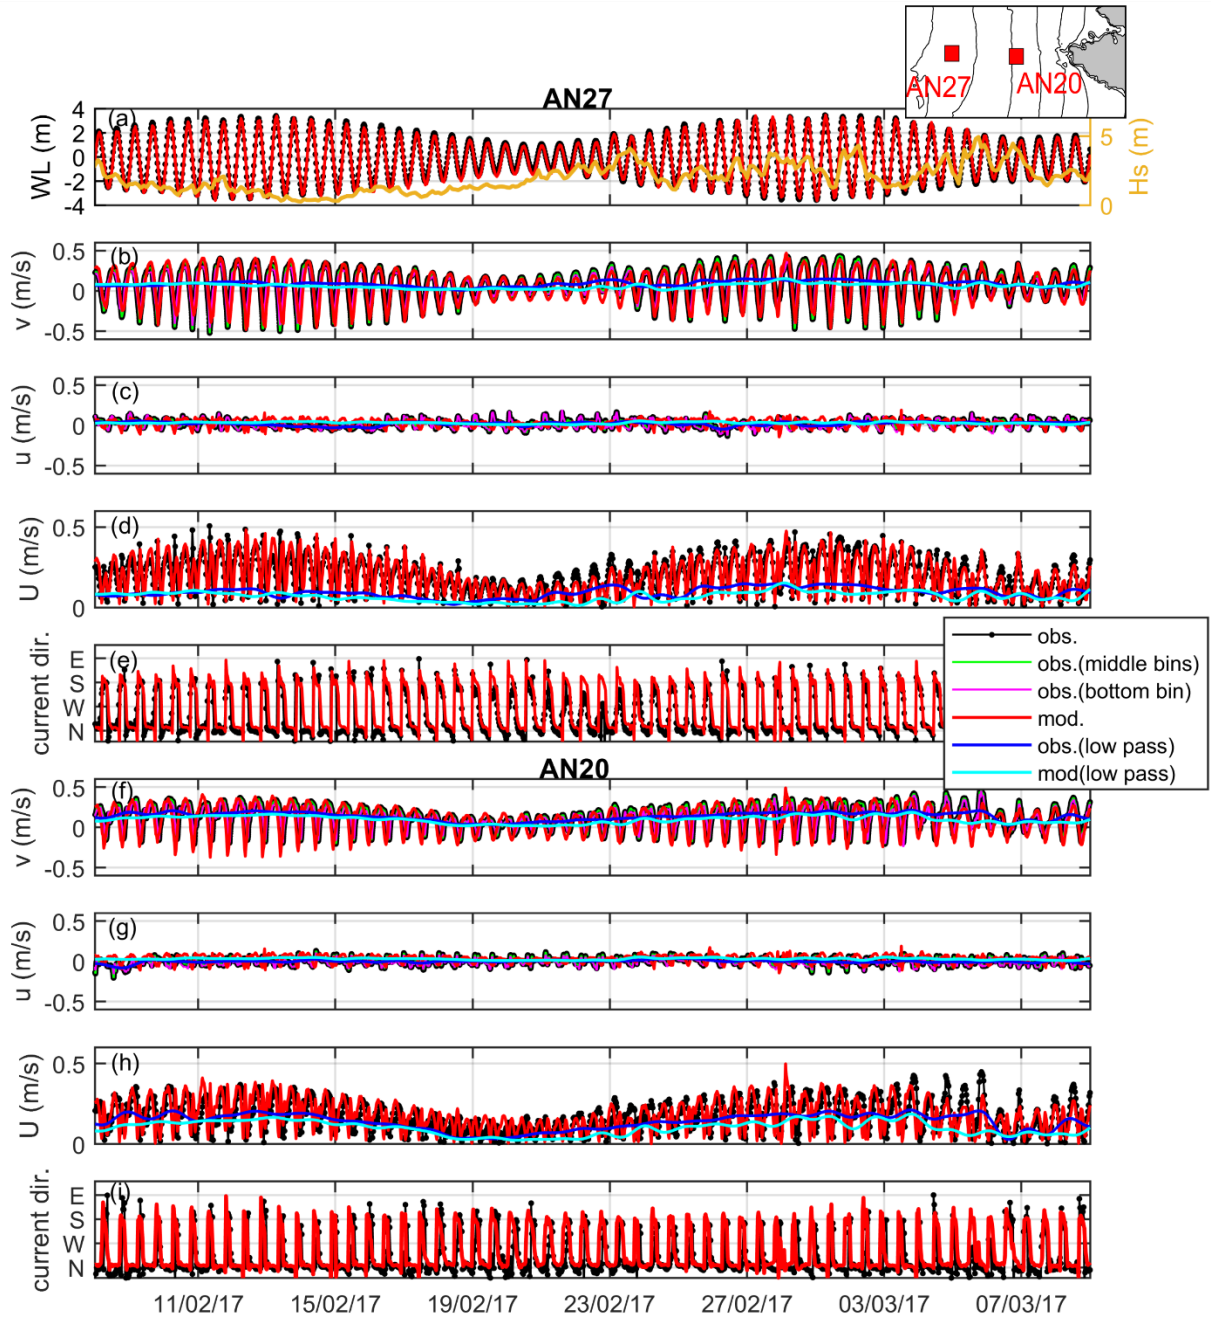 AN27
AN20
AN27
(a)
WL (m)
4
2
0
-2
-4
5
0
Hs (m)
(b)
v (m/s)
0.5
0
-0.5
(c)
u (m/s)
0.5
0
-0.5
(d)
U (m/s)
0.5
0
(e)
current dir.
E
S
W
N
obs.
obs.(middle bins)
obs.(bottom bin)
mod.
obs.(low pass)
mod(low pass)
AN20
(f)
v (m/s)
0.5
0
-0.5
(g)
u (m/s)
0.5
0
-0.5
(h)
U (m/s)
0.5
0
(i)
current dir.
E
S
W
N
11/02/17 15/02/17 19/02/17 23/02/17 27/02/17 03/03/17 07/03/17